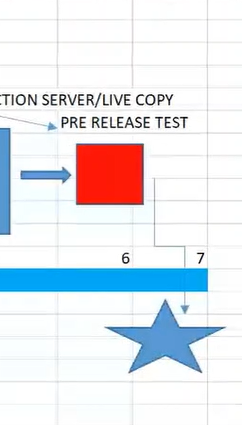 CTION SERVER/LIVE COPY
PRE RELEASE TEST
6 7